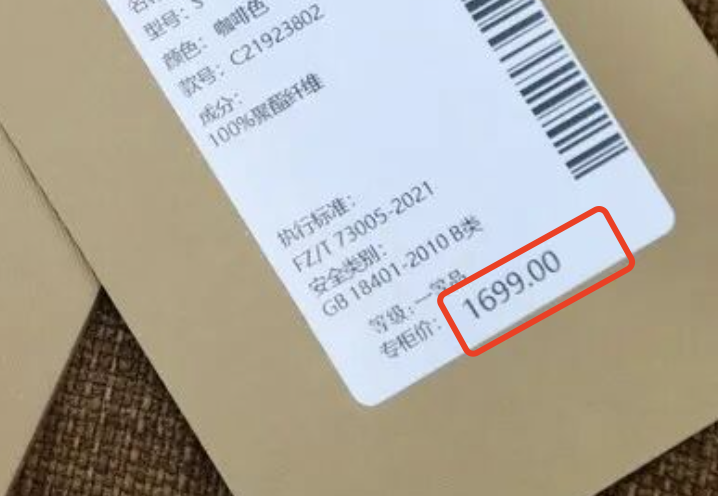 型号：S
颜色：咖啡色
款号：C21923802
成分：
100%聚酯纤维
执行标准：
FZ/T 73005-2021
安全类别：
GB 18401-2010 B类
等级：一等品
专柜价：1699.00